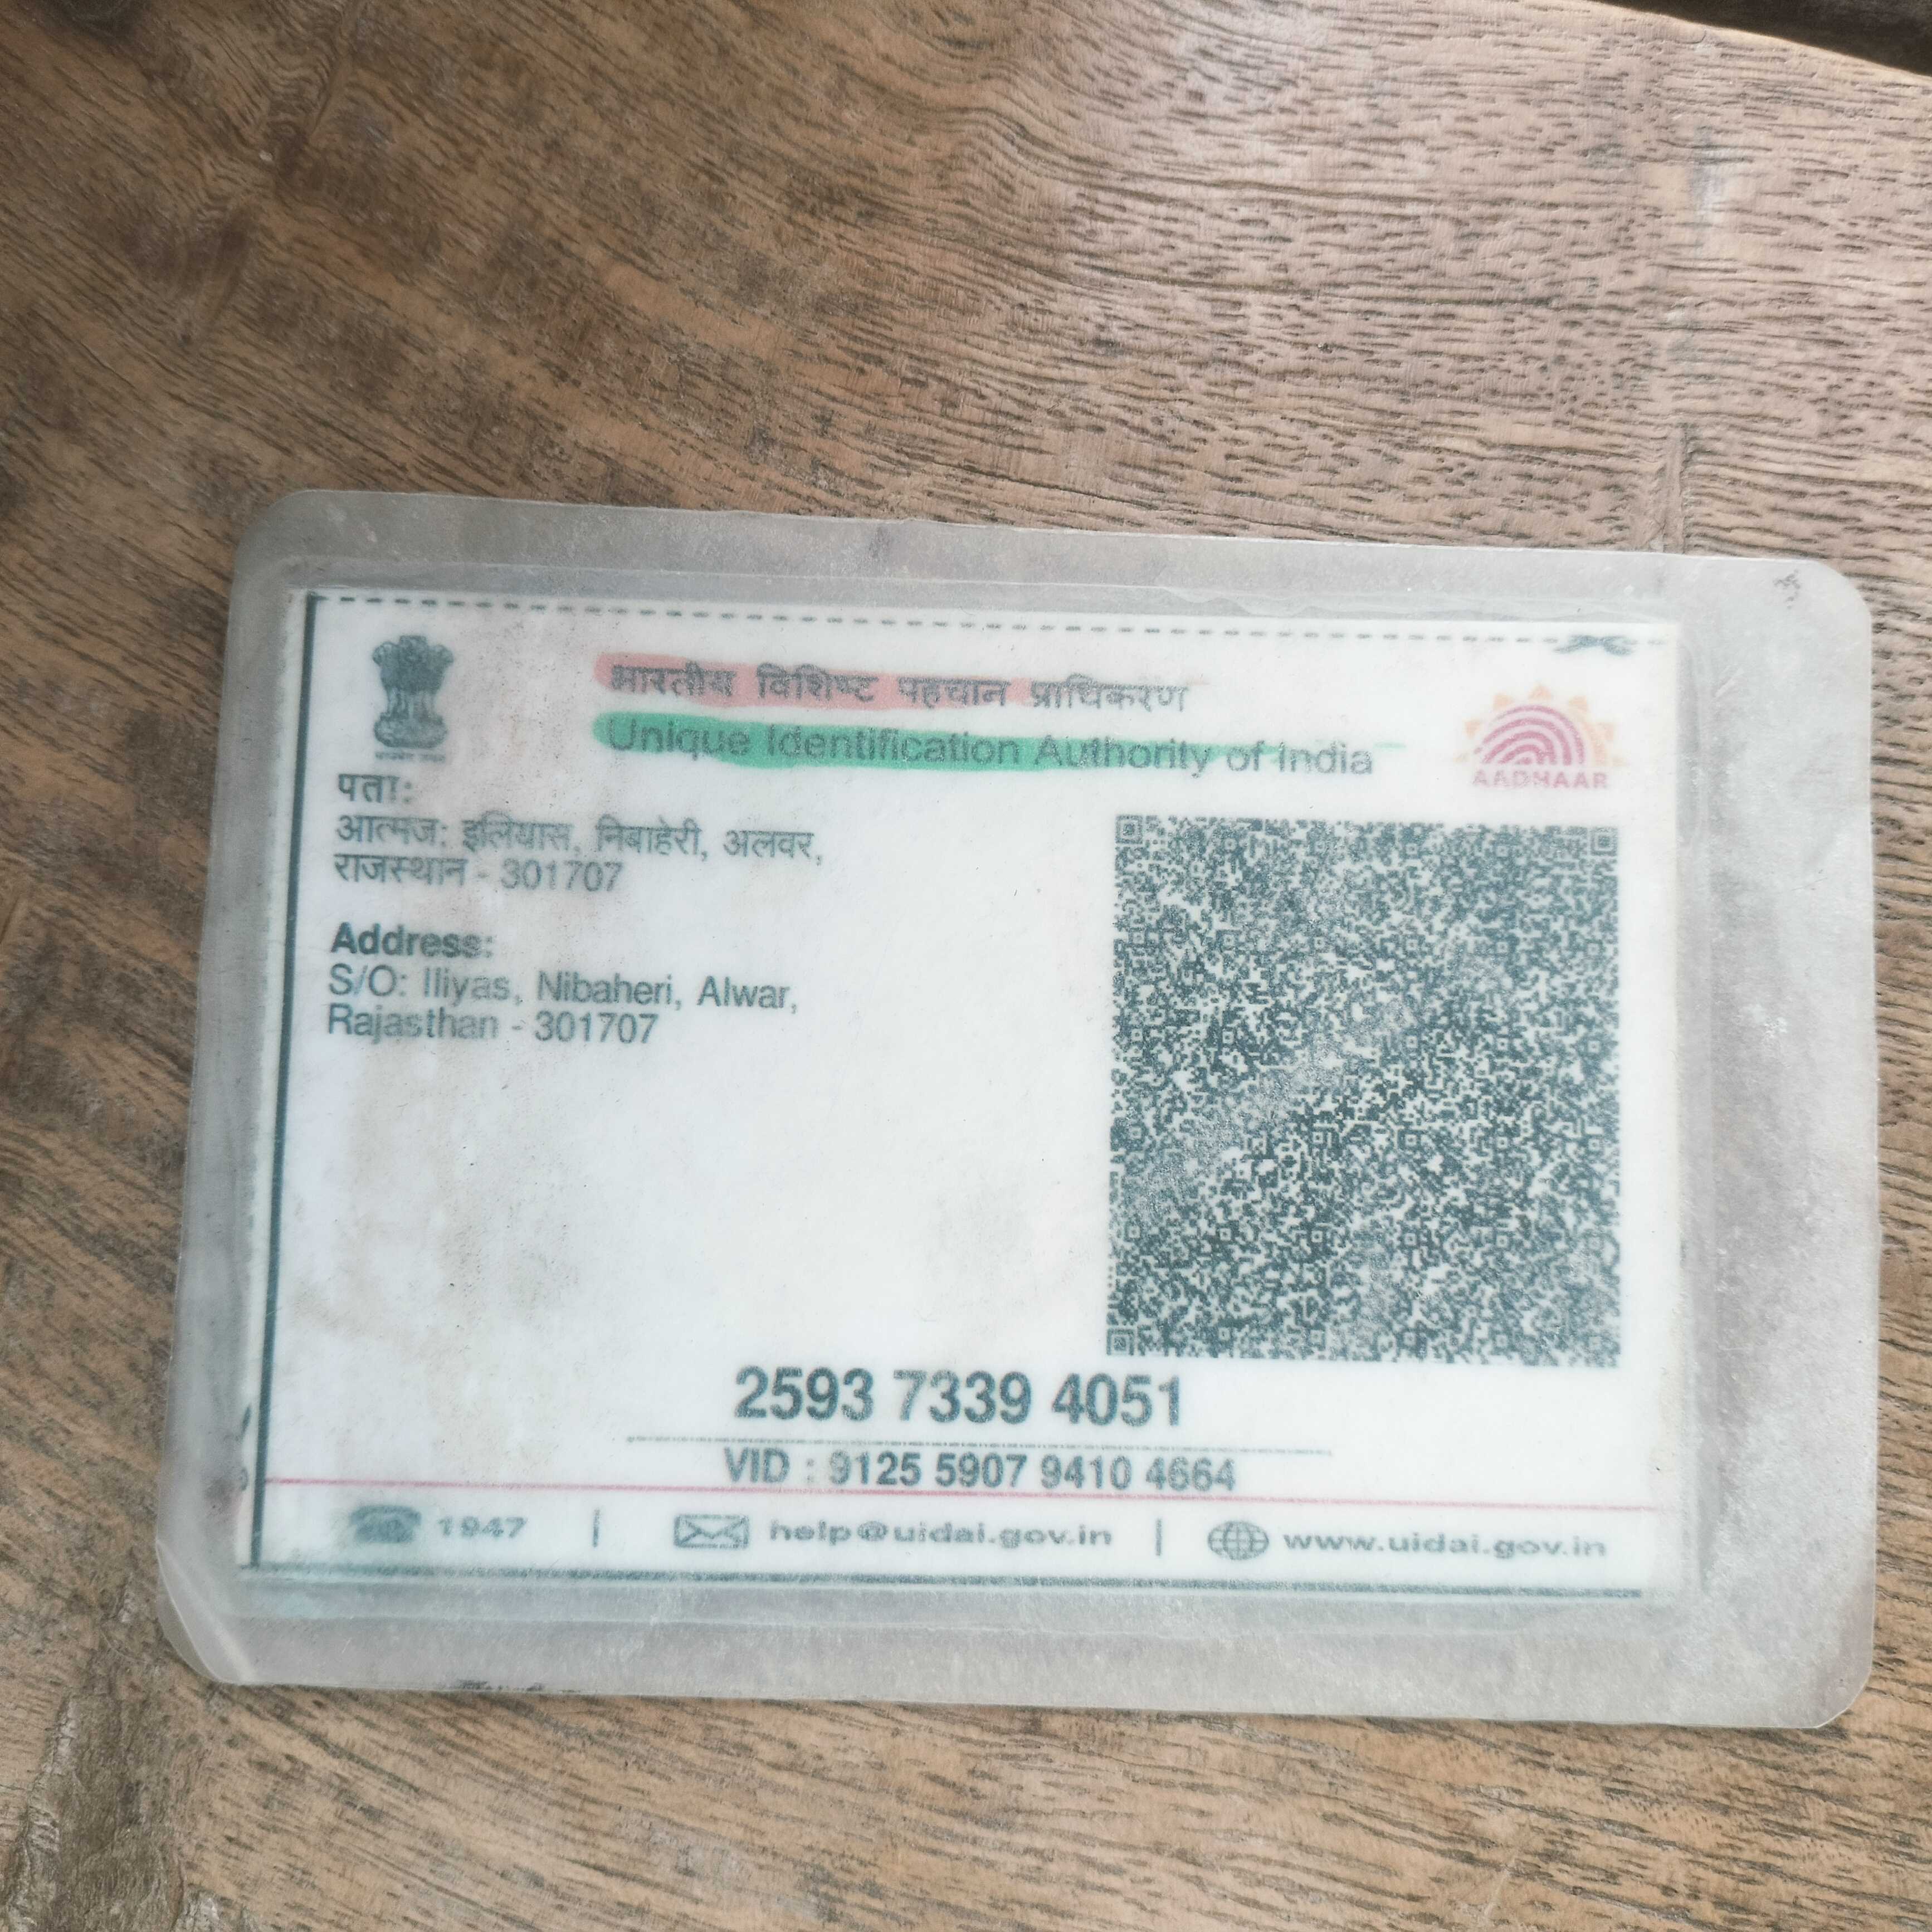 भारतीय विशिष्ट पहचान प्राधिकरण
Unique Identification Authority of India
AADHAAR
पता:
आत्मज: इलियास, निबाहेरी, अलवर,
राजस्थान - 301707
Address:
S/O: Iliyas, Nibaheri, Alwar,
Rajasthan - 301707
2593 7339 4051
VID : 9125 5907 9410 4664
1947 | help@uidai.gov.in | www.uidai.gov.in